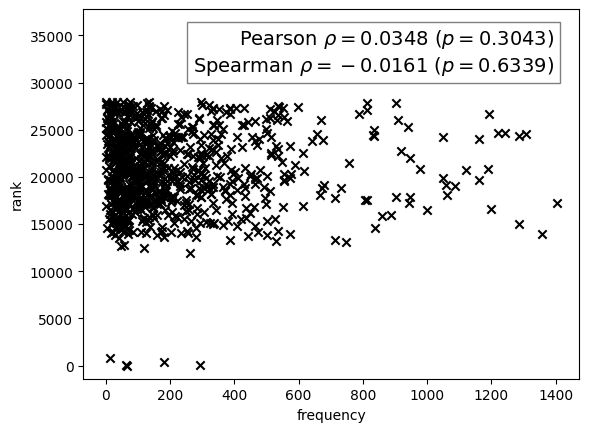 Pearson ρ = 0.0348 (p = 0.3043)
Spearman ρ = − 0.0161 (p = 0.6339)
35000
30000
25000
20000
15000
10000
5000
0
rank
0 200 400 600 800 1000 1200 1400
frequency